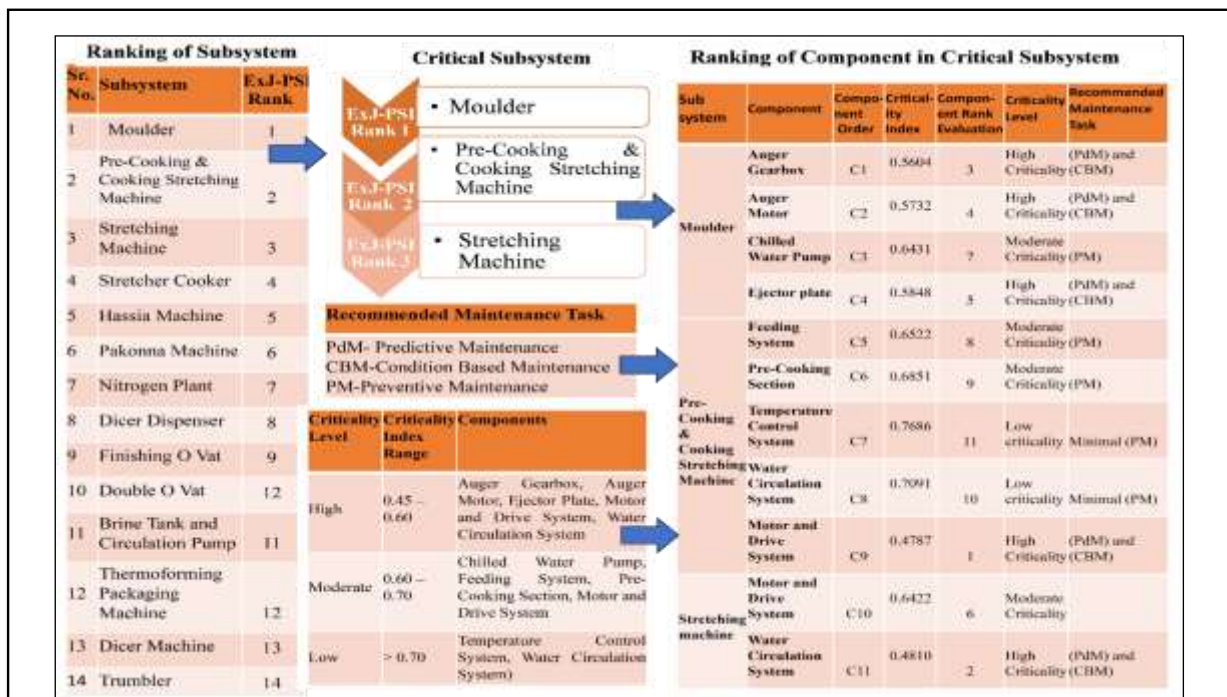 Ranking of Subsystem
Sr. No. Subsystem ExJ-PSI Rank
1 Moulder 1
2 Pre-Cooking & Cooking Stretching Machine 2
3 Stretching Machine 3
4 Stretcher Cooker 4
5 Hassia Machine 5
6 Pakonna Machine 6
7 Nitrogen Plant 7
8 Dicer Dispenser 8
9 Finishing O Vat 9
10 Double O Vat 12
11 Brine Tank and Circulation Pump 11
12 Thermoforming Packaging Machine 12
13 Dicer Machine 13
14 Trumbler 14
Critical Subsystem
ExJ-PSI Rank 1
• Moulder
ExJ-PSI Rank 2
• Pre-Cooking & Cooking Stretching Machine
ExJ-PSI Rank 3
• Stretching Machine
Recommended Maintenance Task
PdM- Predictive Maintenance
CBM-Condition Based Maintenance
PM-Preventive Maintenance
Criticality Level Criticality Index Range Components
High 0.45 – 0.60 Auger Gearbox, Auger Motor, Ejector Plate, Motor and Drive System, Water Circulation System
Moderate 0.60 – 0.70 Chilled Water Pump, Feeding System, Pre-Cooking Section, Motor and Drive System
Low > 0.70 Temperature Control System, Water Circulation System)
Ranking of Component in Critical Subsystem
Sub system Component Compo-nent Order Critical-ity Index Compon-ent Rank Evaluation Criticality Level Recommended Maintenance Task
Moulder
Auger Gearbox C1 0.5604 3 High Criticality (PdM) and (CBM)
Auger Motor C2 0.5732 4 High Criticality (PdM) and (CBM)
Chilled Water Pump C3 0.6431 7 Moderate Criticality (PM)
Ejector plate C4 0.5848 5 High Criticality (PdM) and (CBM)
Pre-Cooking & Cooking Stretching Machine
Feeding System C5 0.6522 8 Moderate Criticality (PM)
Pre-Cooking Section C6 0.6851 9 Moderate Criticality (PM)
Temperature Control System C7 0.7686 11 Low criticality Minimal (PM)
Water Circulation System C8 0.7091 10 Low criticality Minimal (PM)
Motor and Drive System C9 0.4787 1 High Criticality (PdM) and (CBM)
Stretching machine
Motor and Drive System C10 0.6422 6 Moderate Criticality
Water Circulation System C11 0.4810 2 High Criticality (PdM) and (CBM)